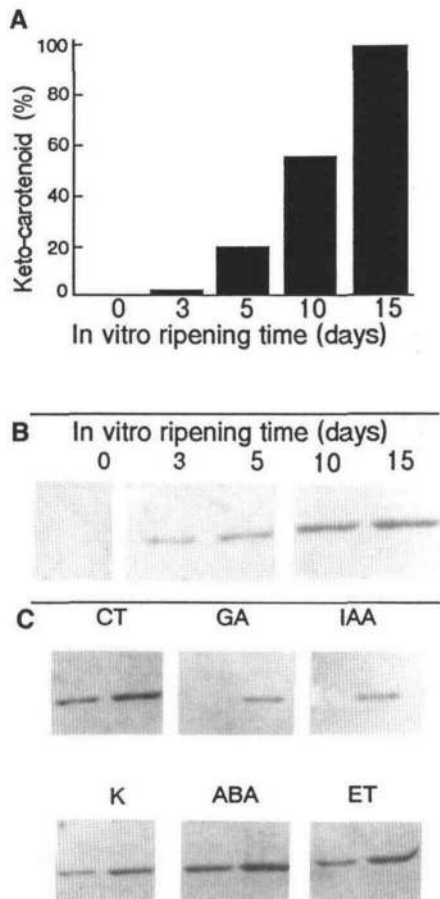 A
Keto-carotenoid (%)
100
80
60
40
20
0
0 3 5 10 15
In vitro ripening time (days)
B In vitro ripening time (days)
0 3 5 10 15
C CT GA IAA
K ABA ET